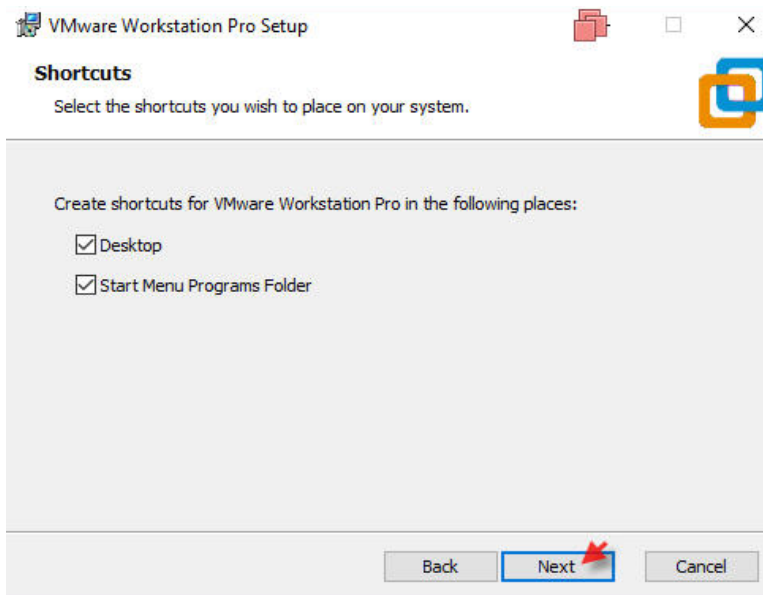 VMware Workstation Pro Setup
Shortcuts
Select the shortcuts you wish to place on your system.
Create shortcuts for VMware Workstation Pro in the following places:
Desktop
Start Menu Programs Folder
Back
Next
Cancel